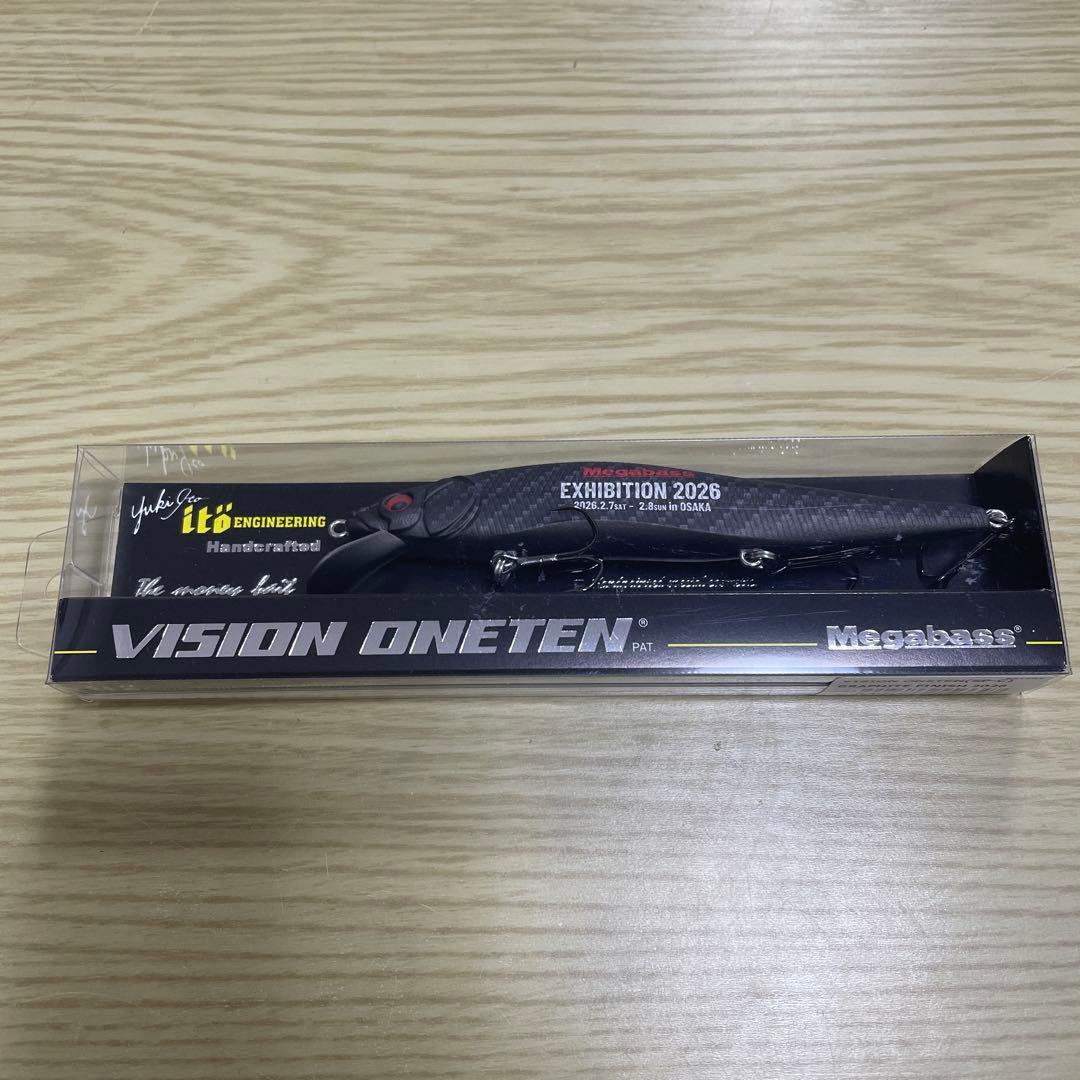 Yuki Ito
Itö ENGINEERING
Handcrafted
The money bait
Megabass
EXHIBITION 2026
2026.2.7SAT - 2.8SUN in OSAKA
VISION ONETEN®
PAT.
Megabass®